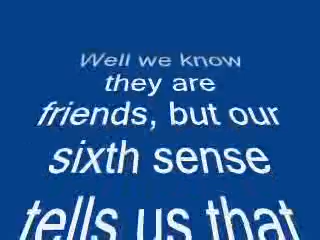 Well we know
they are
friends, but our
sixth sense
tells us that